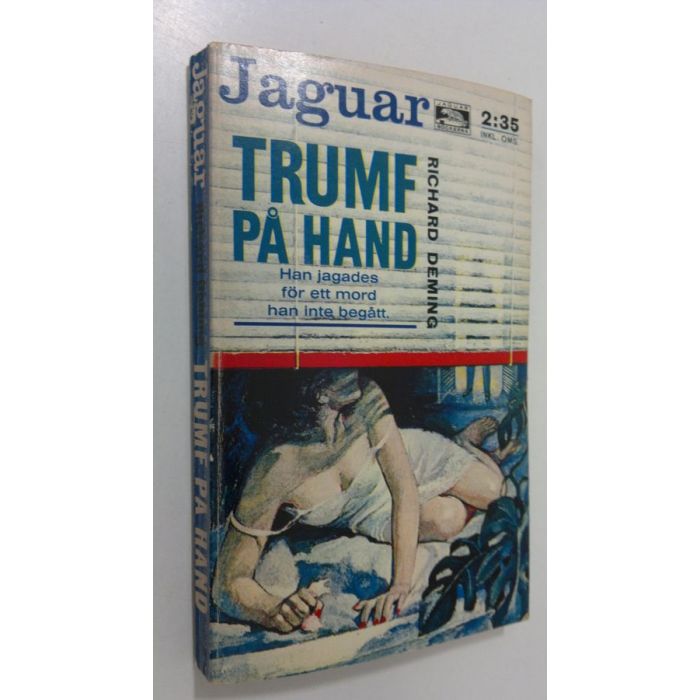 Jaguar
JAGUAR
2:35
INKL. OMS.
TRUMF
PÅ HAND
RICHARD DEMING
Han jagades
för ett mord
han inte begått.
Jaguar
TRUMF PÅ HAND